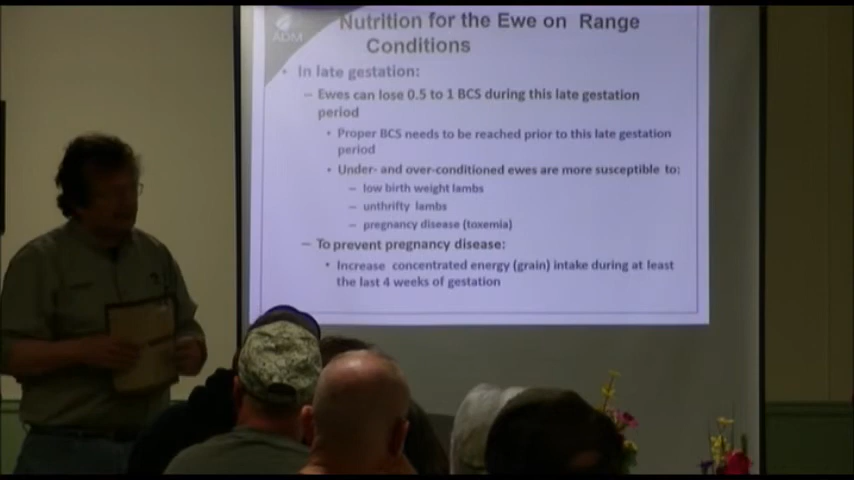 ADM
Nutrition for the Ewe on Range
Conditions
• In late gestation:
– Ewes can lose 0.5 to 1 BCS during this late gestation
period
• Proper BCS needs to be reached prior to this late gestation
period
• Under- and over-conditioned ewes are more susceptible to:
– low birth weight lambs
– unthrifty lambs
– pregnancy disease (toxemia)
– To prevent pregnancy disease:
• Increase concentrated energy (grain) intake during at least
the last 4 weeks of gestation